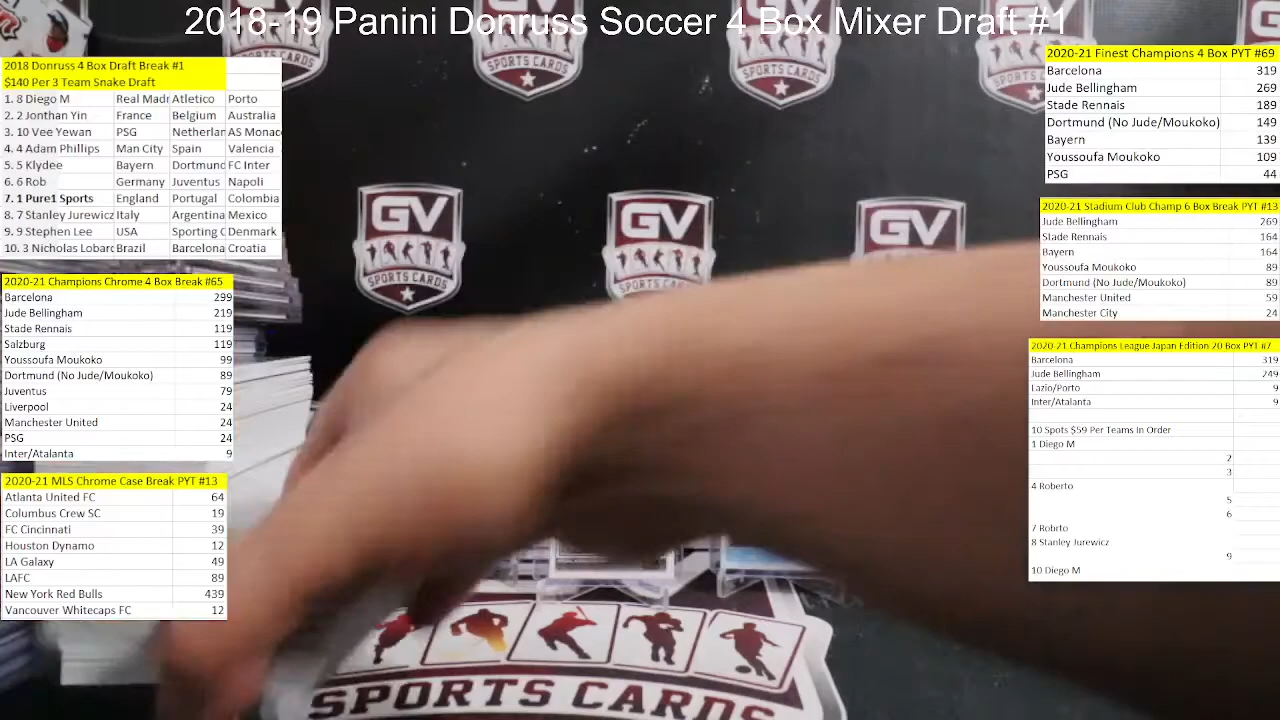 2018-19 Panini Donruss Soccer 4 Box Mixer Draft #1
2018 Donruss 4 Box Draft Break #1
$140 Per 3 Team Snake Draft
1. 8 Diego M Real Madr Atletico Porto
2. 2 Jonthan Yin France Belgium Australia
3. 10 Vee Yewan PSG Netherlan AS Monac
4. 4 Adam Phillips Man City Spain Valencia
5. 5 Klydee Bayern Dortmund FC Inter
6. 6 Rob Germany Juventus Napoli
7. 1 Pure1 Sports England Portugal Colombia
8. 7 Stanley Jurewicz Italy Argentina Mexico
9. 9 Stephen Lee USA Sporting C Denmark
10. 3 Nicholas Lobard Brazil Barcelona Croatia
2020-21 Champions Chrome 4 Box Break #65
Barcelona 299
Jude Bellingham 219
Stade Rennais 119
Salzburg 119
Youssoufa Moukoko 99
Dortmund (No Jude/Moukoko) 89
Juventus 79
Liverpool 24
Manchester United 24
PSG 24
Inter/Atalanta 9
2020-21 MLS Chrome Case Break PYT #13
Atlanta United FC 64
Columbus Crew SC 19
FC Cincinnati 39
Houston Dynamo 12
LA Galaxy 49
LAFC 89
New York Red Bulls 439
Vancouver Whitecaps FC 12
2020-21 Finest Champions 4 Box PYT #69
Barcelona 319
Jude Bellingham 269
Stade Rennais 189
Dortmund (No Jude/Moukoko) 149
Bayern 139
Youssoufa Moukoko 109
PSG 44
2020-21 Stadium Club Champ 6 Box Break PYT #13
Jude Bellingham 269
Stade Rennais 164
Bayern 164
Youssoufa Moukoko 89
Dortmund (No Jude/Moukoko) 89
Manchester United 59
Manchester City 24
2020-21 Champions League Japan Edition 20 Box PYT #7
Barcelona 319
Jude Bellingham 249
Lazio/Porto 9
Inter/Atalanta 9
10 Spots $59 Per Teams In Order
1 Diego M
2
3
4 Roberto
5
6
7 Robrto
8 Stanley Jurewicz
9
10 Diego M
SPORTS CARDS
SPORTS CARDS
SPORTS CARDS
SPORTS CARDS
GV
SPORTS CARDS
GV
SPORTS CARDS
GV
SPORTS CARDS